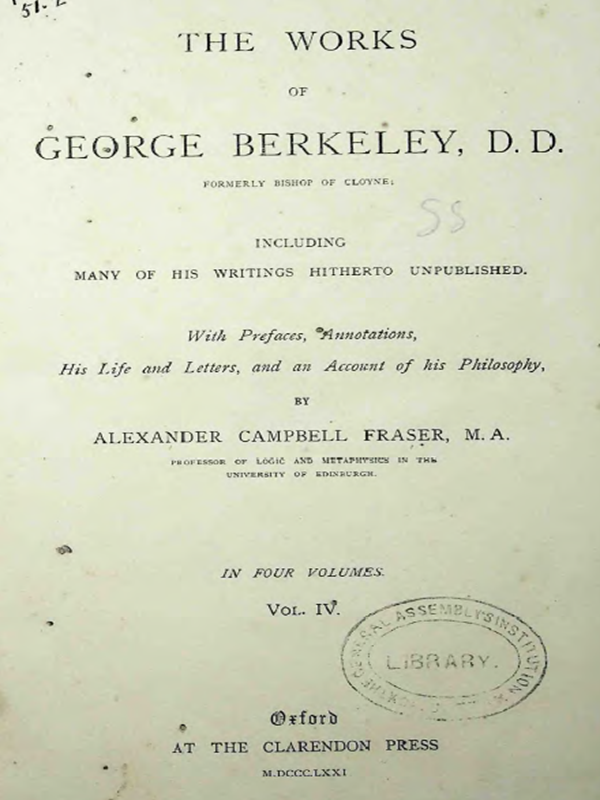 51.
THE WORKS
OF
GEORGE BERKELEY, D. D.
FORMERLY BISHOP OF CLOYNE;
SS
INCLUDING
MANY OF HIS WRITINGS HITHERTO UNPUBLISHED.
With Prefaces, Annotations,
His Life and Letters, and an Account of his Philosophy,
BY
ALEXANDER CAMPBELL FRASER, M. A.
PROFESSOR OF LOGIC AND METAPHYSICS IN THE
UNIVERSITY OF EDINBURGH.
IN FOUR VOLUMES.
VOL. IV.
GENERAL ASSEMBLY'S INSTITUTION
LIBRARY.
Oxford
AT THE CLARENDON PRESS
M.DCCC.LXXI